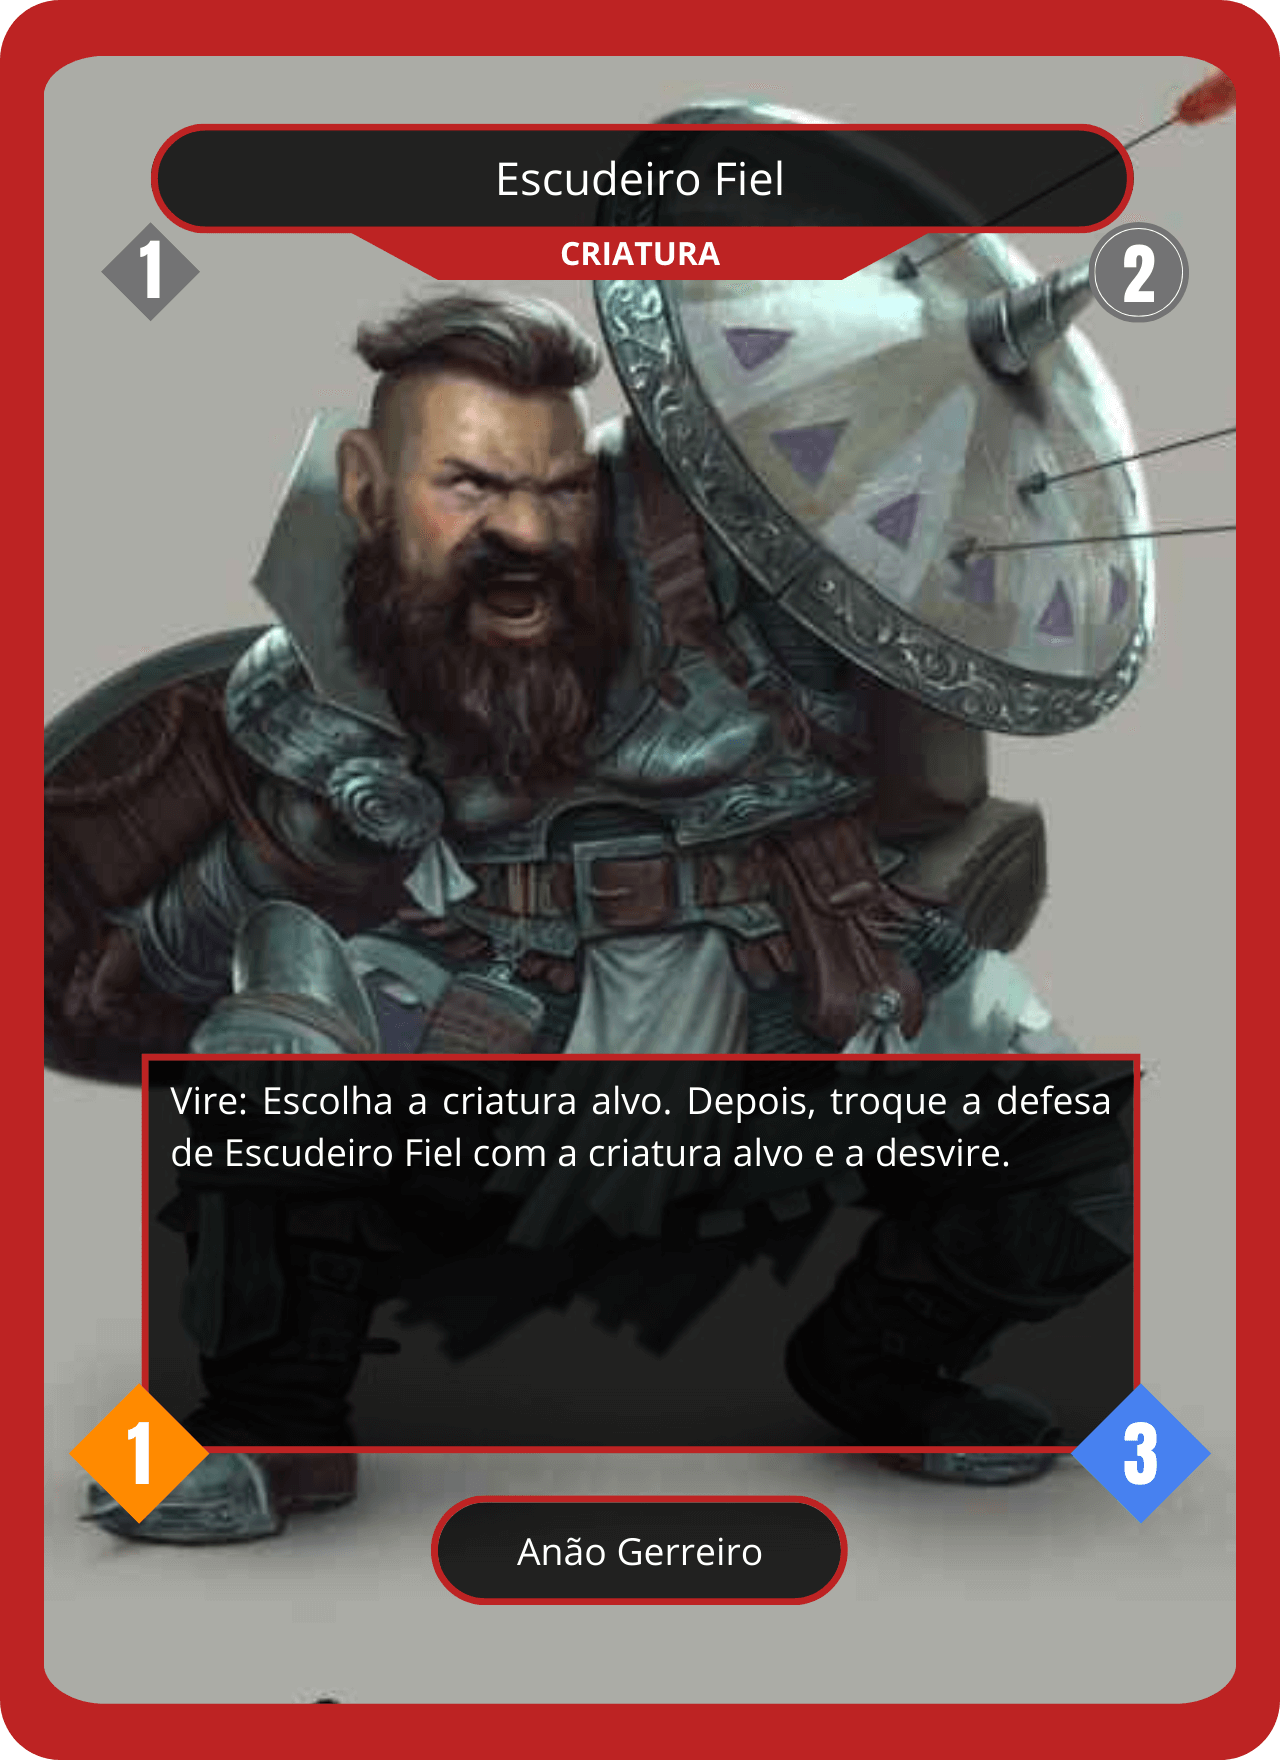 Escudeiro Fiel
CRIATURA
1
2
Vire: Escolha a criatura alvo. Depois, troque a defesa
de Escudeiro Fiel com a criatura alvo e a desvire.
1
3
Anão Gerreiro